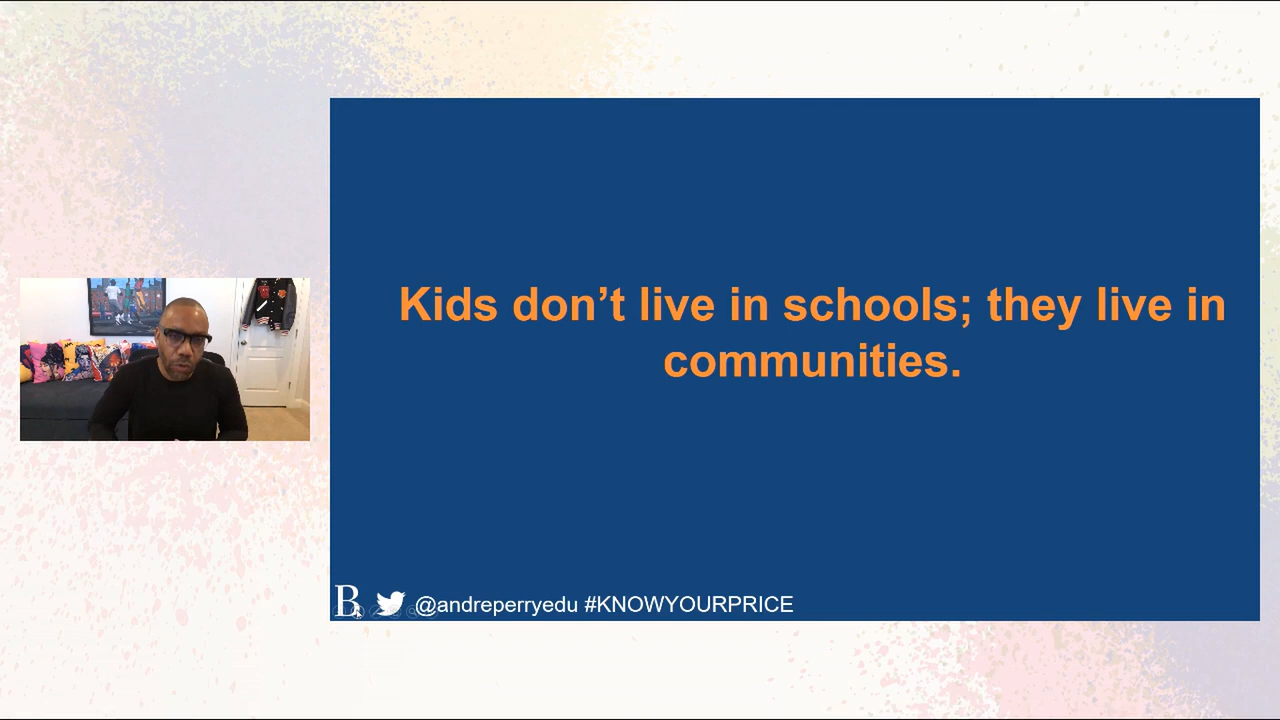 Kids don’t live in schools; they live in
communities.
B @andreperryedu #KNOWYOURPRICE